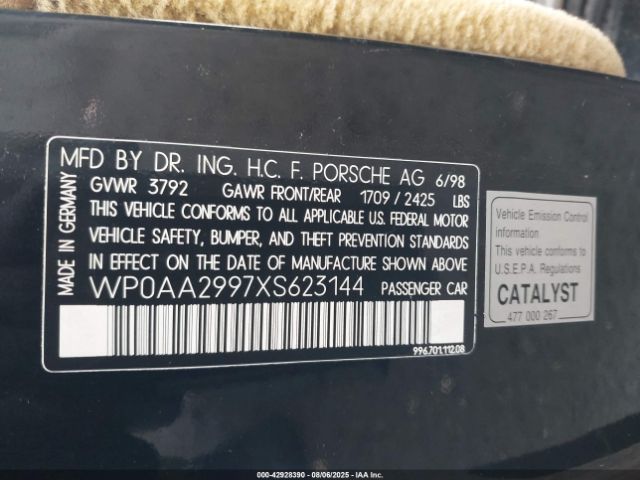 MFD BY DR. ING. H.C. F. PORSCHE AG 6/98
GVWR 3792 GAWR FRONT/REAR 1709 / 2425 LBS
THIS VEHICLE CONFORMS TO ALL APPLICABLE U.S. FEDERAL MOTOR
VEHICLE SAFETY, BUMPER, AND THEFT PREVENTION STANDARDS
IN EFFECT ON THE DATE OF MANUFACTURE SHOWN ABOVE
WP0AA2997XS623144 PASSENGER CAR
996.701.112.08
MADE IN GERMANY
Vehicle Emission Control
information
This vehicle conforms to
U.S.E.P.A. Regulations
CATALYST
477 000 267
000-42928390 - 08/06/2025 - IAA Inc.